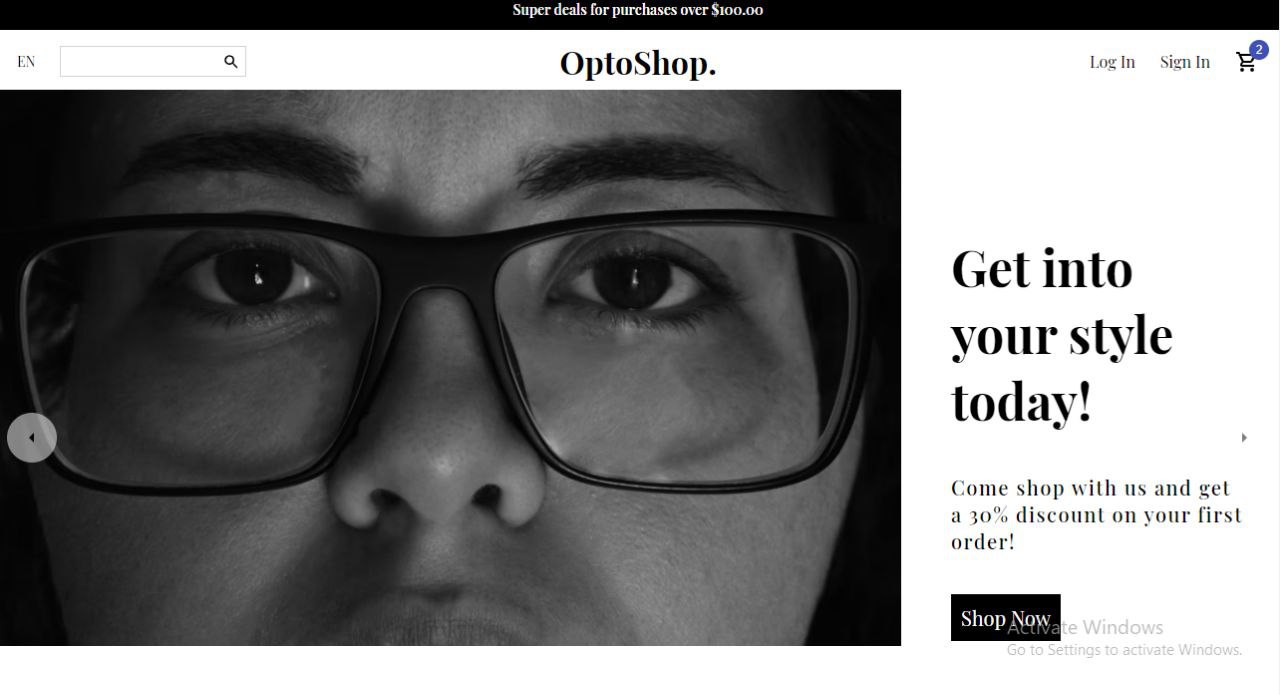 Super deals for purchases over $100.00
EN
OptoShop.
Log In
Sign In
2
Get into
your style
today!
Come shop with us and get
a 30% discount on your first
order!
Shop Now
Activate Windows
Go to Settings to activate Windows.